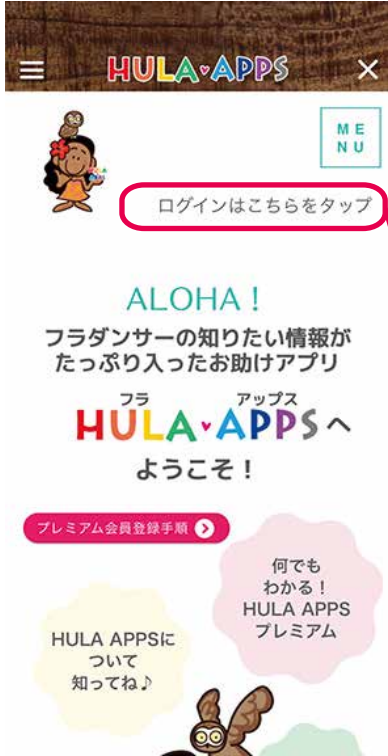 HULA♥APPS
ME
NU
ログインはこちらをタップ
ALOHA！
フラダンサーの知りたい情報が
たっぷり入ったお助けアプリ
フラ アップス
HULA♥APPSへ
ようこそ！
プレミアム会員登録手順
何でも
わかる！
HULA APPS
プレミアム
HULA APPSに
ついて
知ってね♪